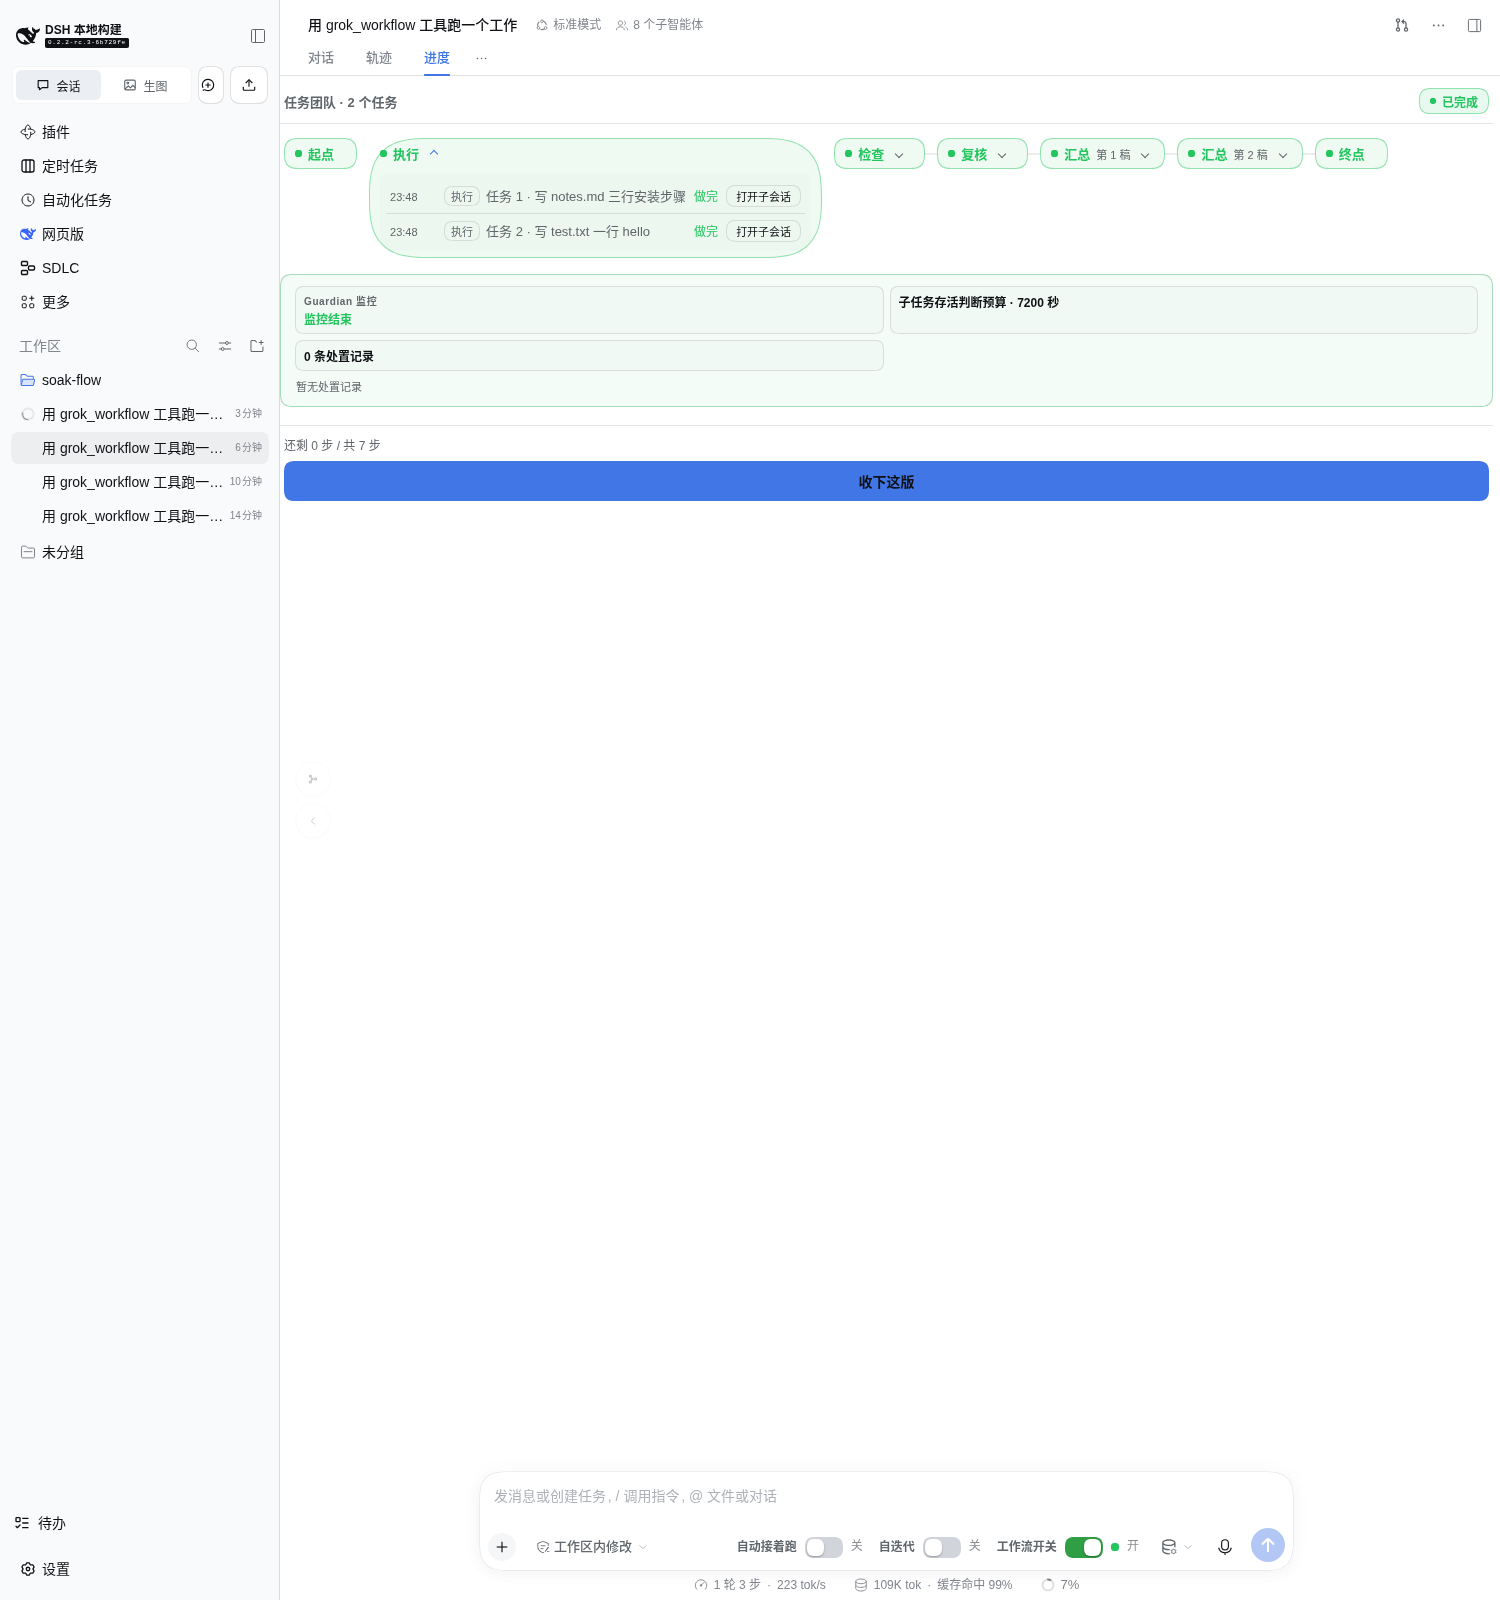 DSH 本地构建
0.2.2-rc.3-6b729fe
会话
生图
插件
定时任务
自动化任务
网页版
SDLC
更多
工作区
soak-flow
用 grok_workflow 工具跑一... 3分钟
用 grok_workflow 工具跑一... 6分钟
用 grok_workflow 工具跑一... 10分钟
用 grok_workflow 工具跑一... 14分钟
未分组
待办
设置
用 grok_workflow 工具跑一个工作 标准模式 8 个子智能体
对话 轨迹 进度 ...
任务团队 · 2 个任务 已完成
起点 执行 检查 复核 汇总 第 1 稿 汇总 第 2 稿 终点
23:48 执行 任务 1 · 写 notes.md 三行安装步骤 做完 打开子会话
23:48 执行 任务 2 · 写 test.txt 一行 hello 做完 打开子会话
Guardian 监控
监控结束
子任务存活判断预算 · 7200 秒
0 条处置记录
暂无处置记录
还剩 0 步 / 共 7 步
收下这版
发消息或创建任务, / 调用指令, @ 文件或对话
工作区内修改 自动接着跑 关 自迭代 关 工作流开关 开
1 轮 3 步 · 223 tok/s 109K tok · 缓存命中 99% 7%